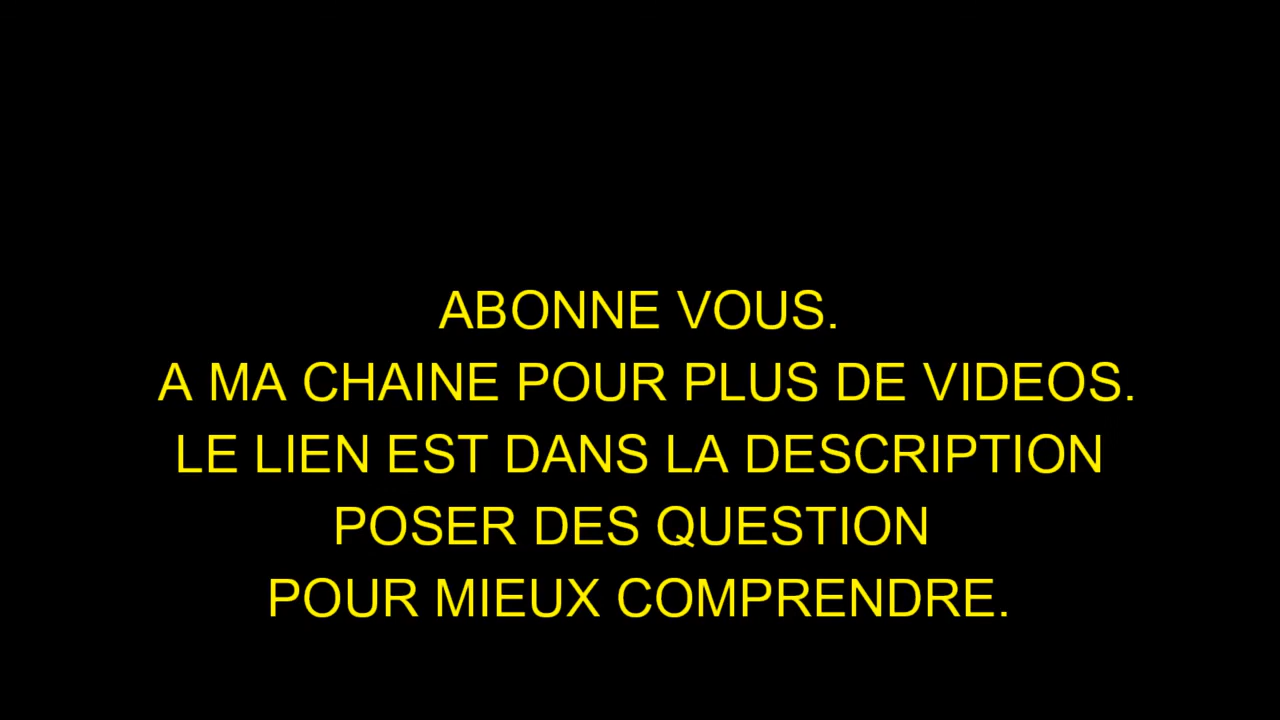 ABONNE VOUS.
A MA CHAINE POUR PLUS DE VIDEOS.
LE LIEN EST DANS LA DESCRIPTION
POSER DES QUESTION
POUR MIEUX COMPRENDRE.